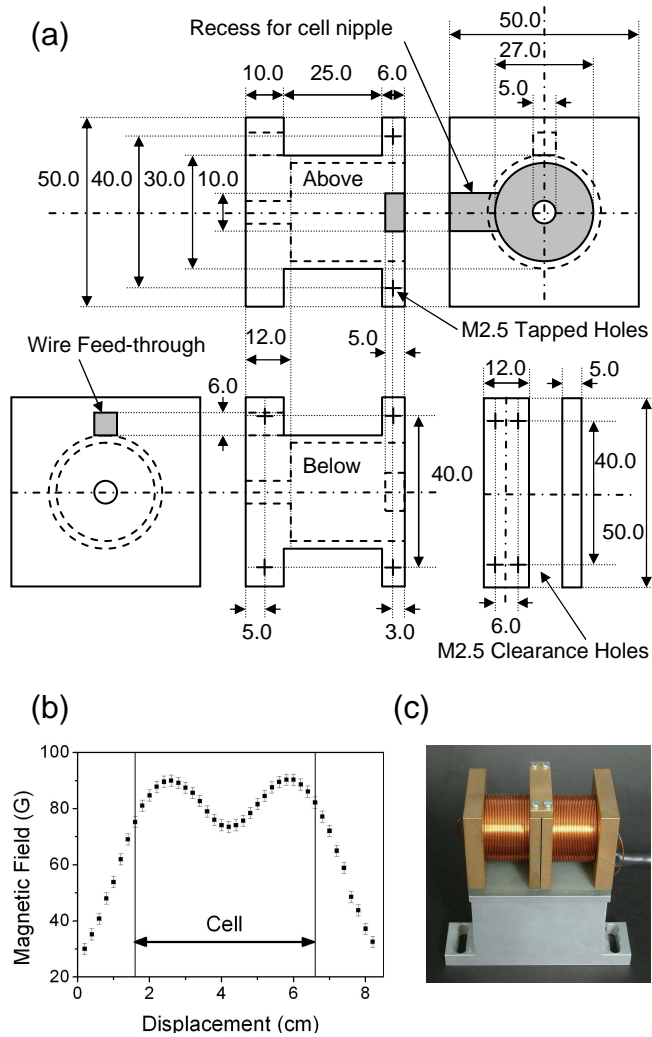 (a)
Recess for cell nipple
50.0
27.0
5.0
10.0 25.0 6.0
50.0 40.0 30.0 10.0
Above
M2.5 Tapped Holes
Wire Feed-through
12.0
5.0
6.0
Below
40.0
5.0
3.0
12.0
5.0
40.0
50.0
6.0
M2.5 Clearance Holes
(b)
(c)
Magnetic Field (G)
100
80
60
40
20
Cell
0 2 4 6 8
Displacement (cm)